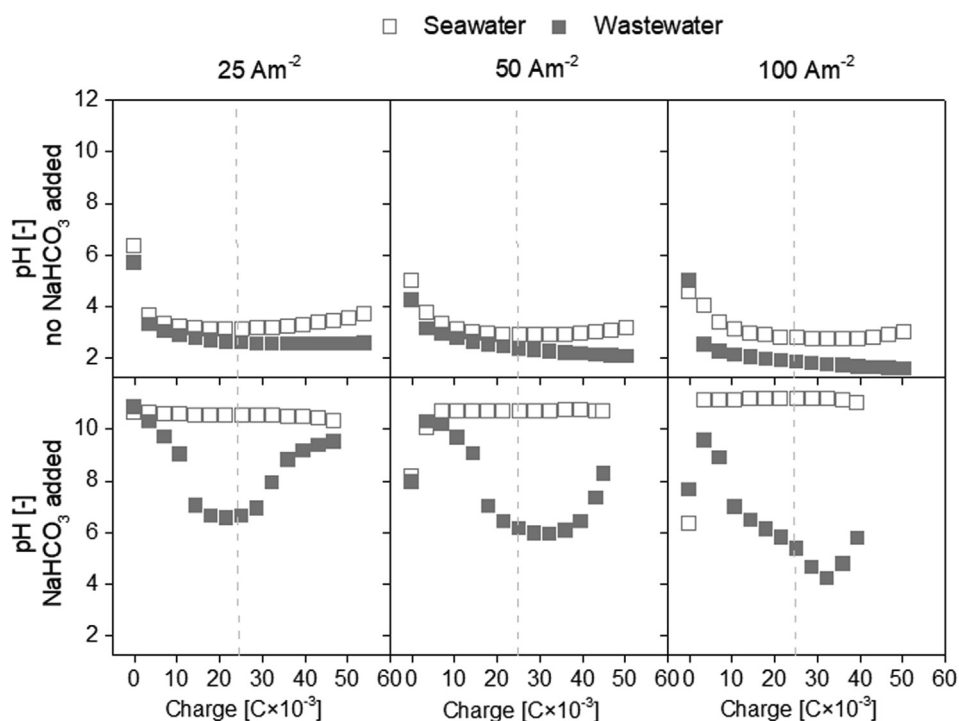 Seawater Wastewater
25 Am⁻² 50 Am⁻² 100 Am⁻²
pH [-]
no NaHCO₃ added
12
10
8
6
4
2
pH [-]
NaHCO₃ added
10
8
6
4
2
0 10 20 30 40 50 60 0 10 20 30 40 50 60 0 10 20 30 40 50 60
Charge [C×10⁻³] Charge [C×10⁻³] Charge [C×10⁻³]